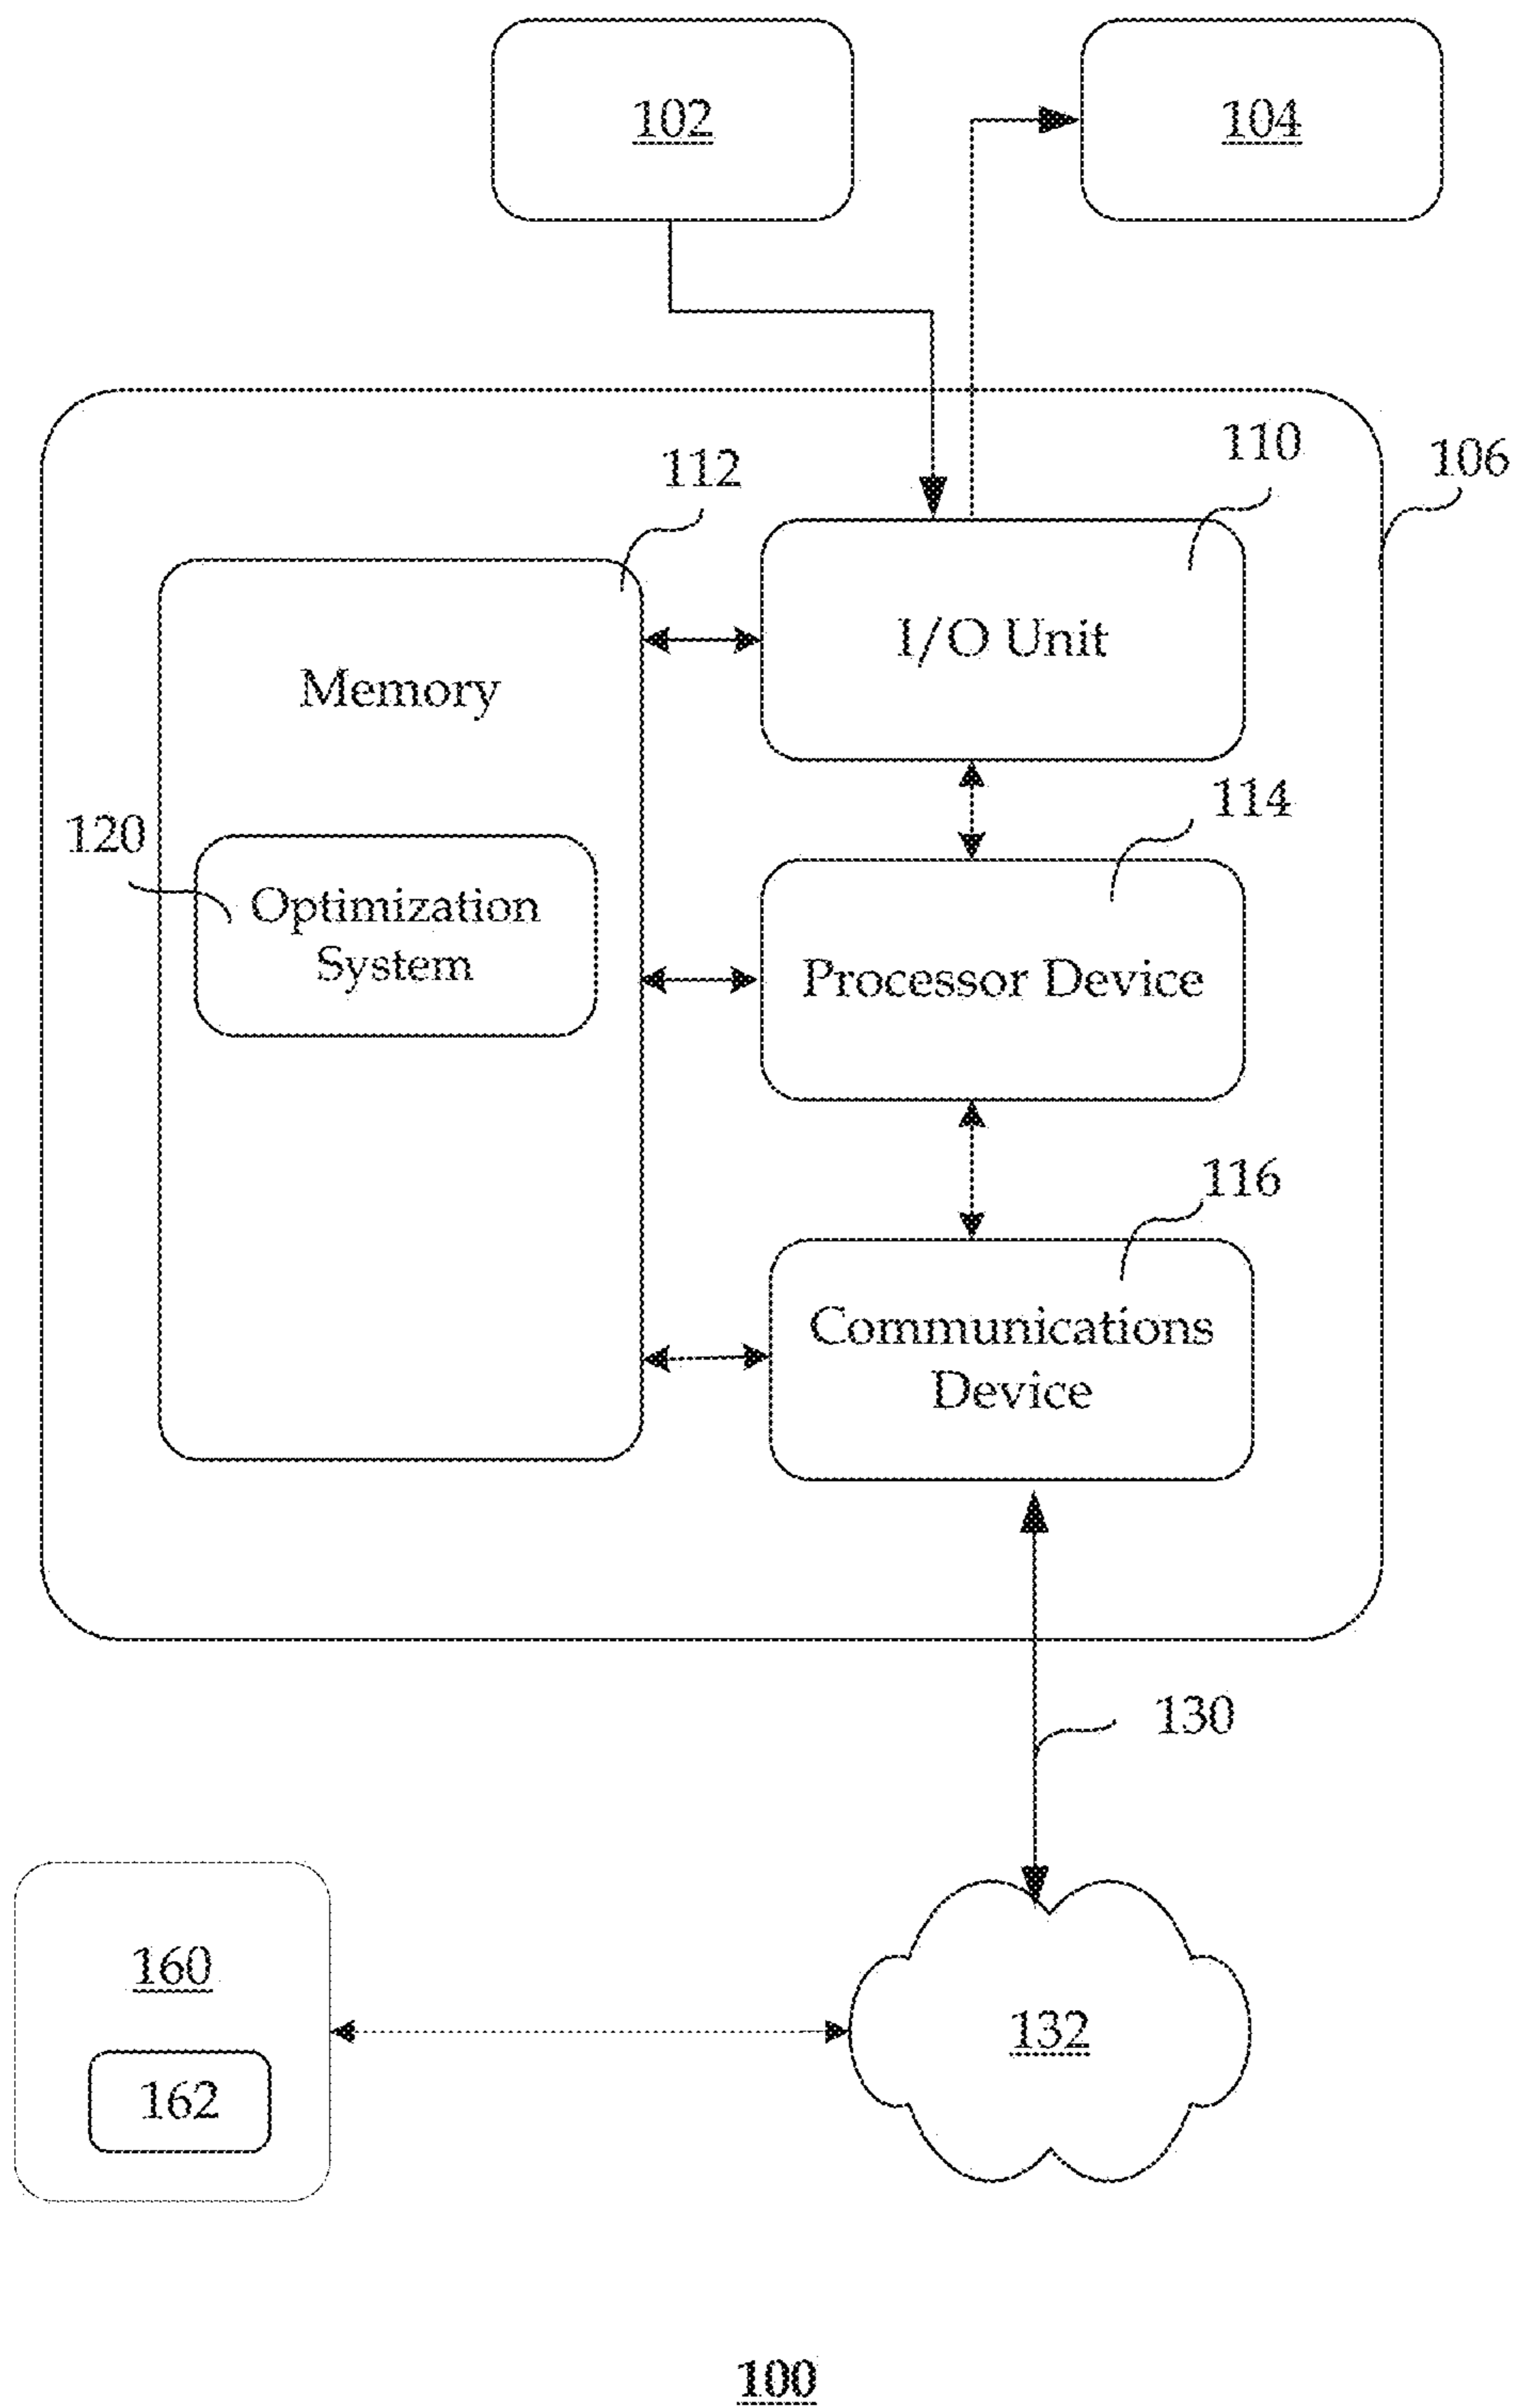 102
104
110
106
112
I/O Unit
Memory
114
120
Optimization
System
Processor Device
116
Communications
Device
130
160
132
162
100